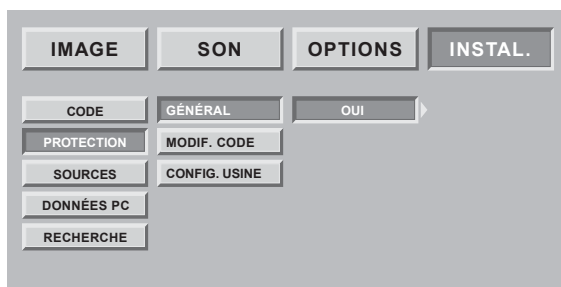 IMAGE SON OPTIONS INSTAL.
CODE GÉNÉRAL OUI
PROTECTION MODIF. CODE
SOURCES CONFIG. USINE
DONNÉES PC
RECHERCHE